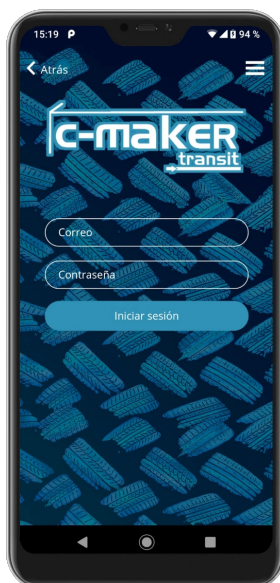 15:19 P 94 %
Atrás
c-maker
transit
Correo
Contraseña
Iniciar sesión